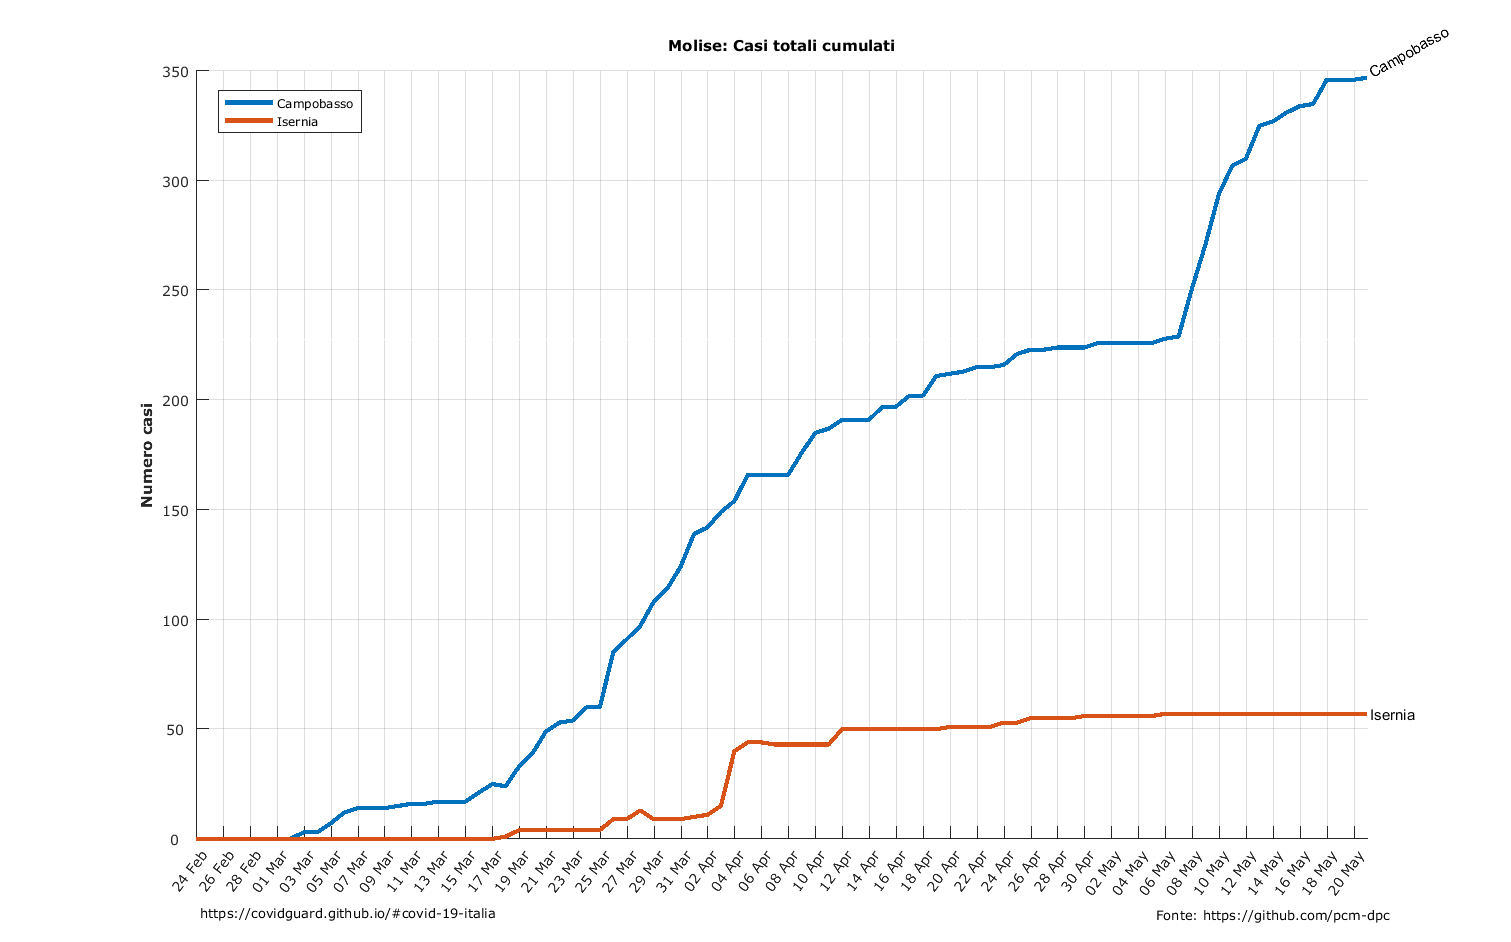 Molise: Casi totali cumulati
Campobasso
Isernia
Campobasso
Isernia
Numero casi
350
300
250
200
150
100
50
0
24 Feb
26 Feb
28 Feb
01 Mar
03 Mar
05 Mar
07 Mar
09 Mar
11 Mar
13 Mar
15 Mar
17 Mar
19 Mar
21 Mar
23 Mar
25 Mar
27 Mar
29 Mar
31 Mar
02 Apr
04 Apr
06 Apr
08 Apr
10 Apr
12 Apr
14 Apr
16 Apr
18 Apr
20 Apr
22 Apr
24 Apr
26 Apr
28 Apr
30 Apr
02 May
04 May
06 May
08 May
10 May
12 May
14 May
16 May
18 May
20 May
https://covidguard.github.io/#covid-19-italia
Fonte: https://github.com/pcm-dpc